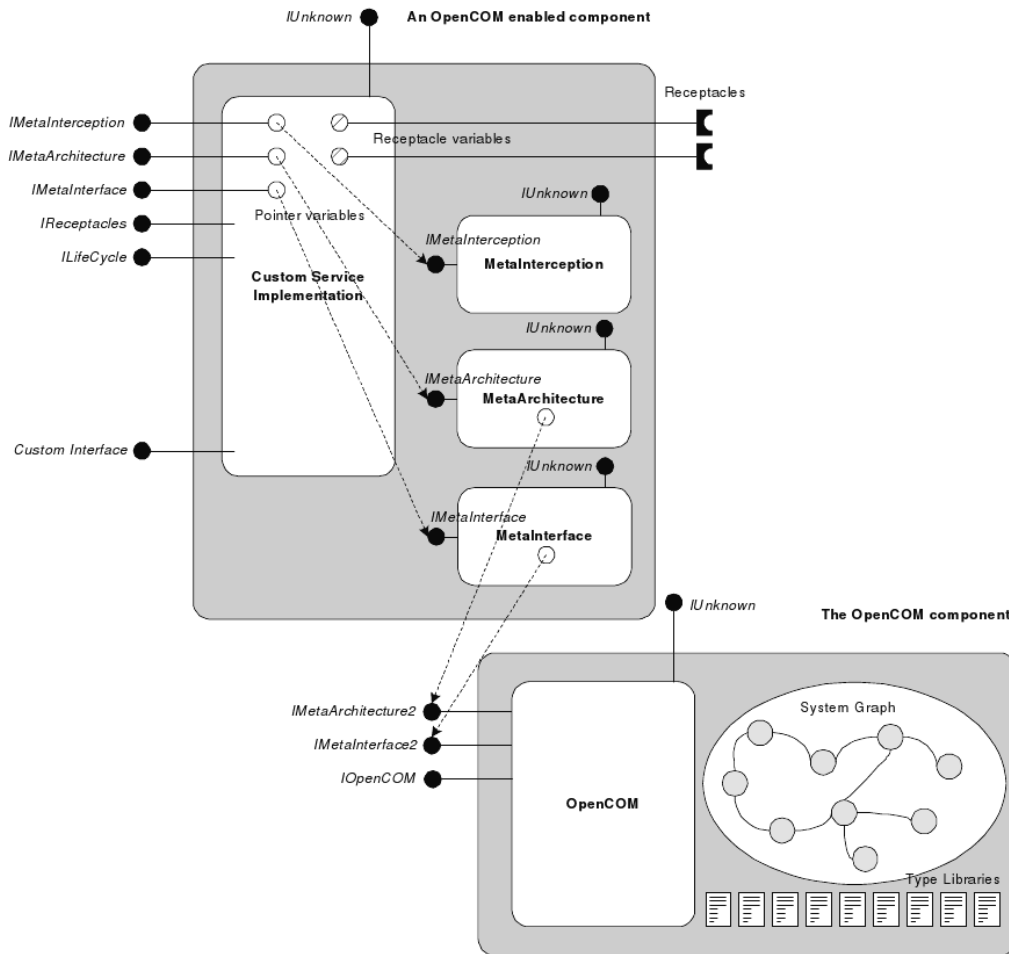 IUnknown
An OpenCOM enabled component
Receptacles
IMetaInterception
Receptacle variables
IMetaArchitecture
IMetaInterface
IUnknown
Pointer variables
IReceptacles
IMetaInterception
ILifeCycle
MetaInterception
Custom Service
Implementation
IUnknown
IMetaArchitecture
MetaArchitecture
Custom Interface
IUnknown
IMetaInterface
MetaInterface
IUnknown
The OpenCOM component
IMetaArchitecture2
System Graph
IMetaInterface2
IOpenCOM
OpenCOM
Type Libraries